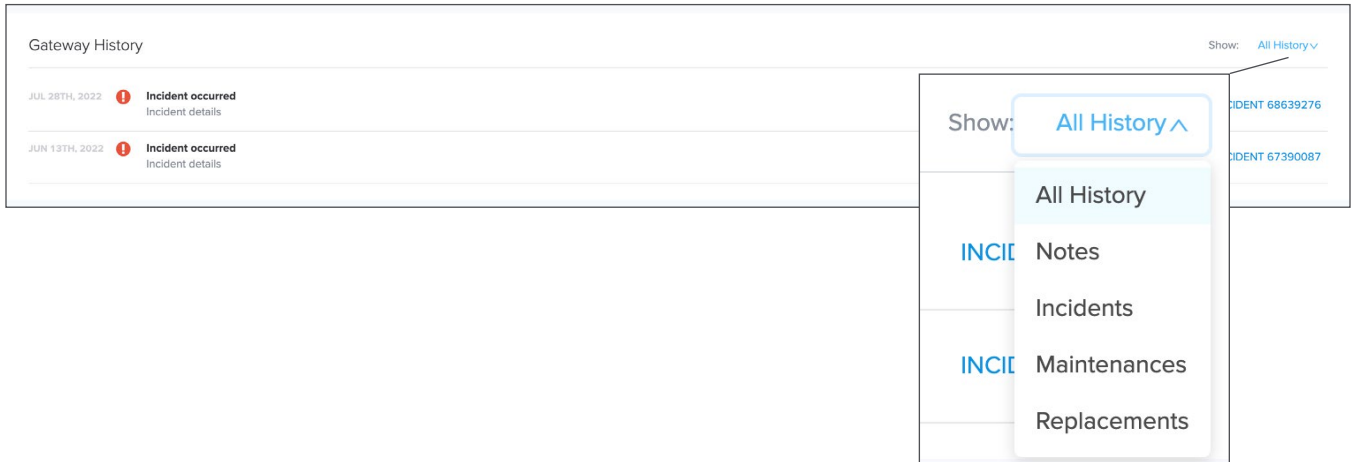 Gateway History
Show: All History
JUL 28TH, 2022 Incident occurred
Incident details
CIDENT 68639276
JUN 13TH, 2022 Incident occurred
Incident details
CIDENT 67390087
Show: All History
All History
INCID
Notes
Incidents
INCID
Maintenances
Replacements